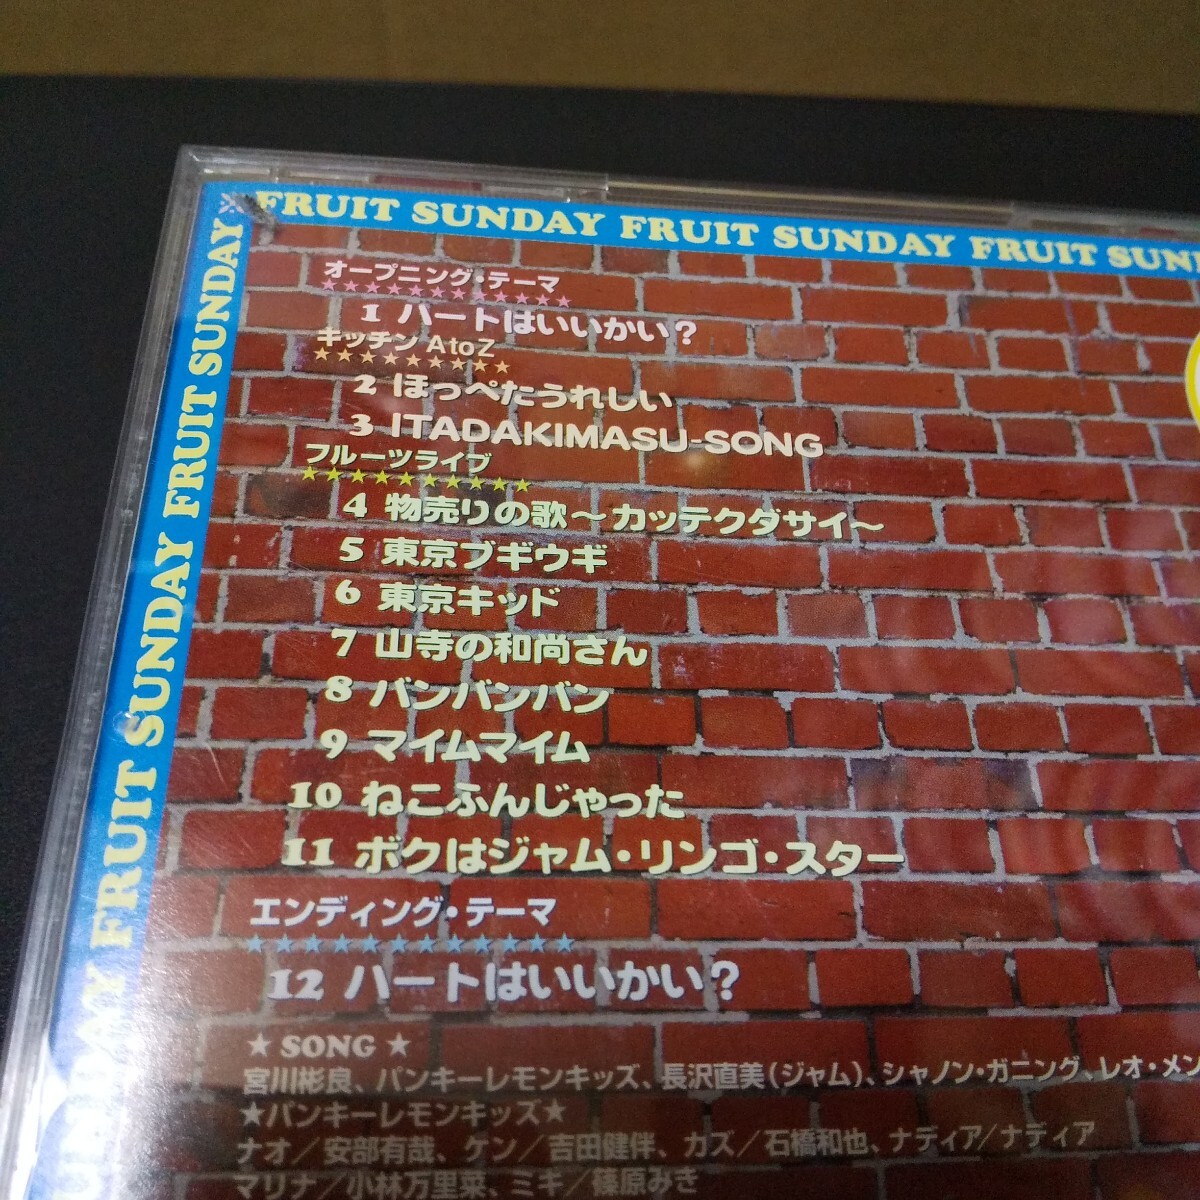 ※FRUIT SUNDAY FRUIT SUNDAY FRUIT SUN
SUNDAY FRUIT SUNDAY FRUIT SUNDAY
オープニング・テーマ
★★★★★★★★★★★★
1 ハートはいいかい？
キッチン A to Z
★★★★★★★★★
2 ほっぺたうれしい
3 ITADAKIMASU-SONG
フルーツライブ
★★★★★★★★★★
4 物売りの歌～カッテクダサイ～
5 東京ブギウギ
6 東京キッド
7 山寺の和尚さん
8 バンバンバン
9 マイムマイム
10 ねこふんじゃった
11 ボクはジャム・リンゴ・スター
エンディング・テーマ
★★★★★★★★★★★★
12 ハートはいいかい？
★ SONG ★
宮川彬良、パンキーレモンキッズ、長沢直美（ジャム）、シャノン・ガニング、レオ・メン
★パンキーレモンキッズ★
ナオ／安部有哉、ケン／吉田健伴、カズ／石橋和也、ナディア／ナディア
マリナ／小林万里菜、ミキ／篠原みき